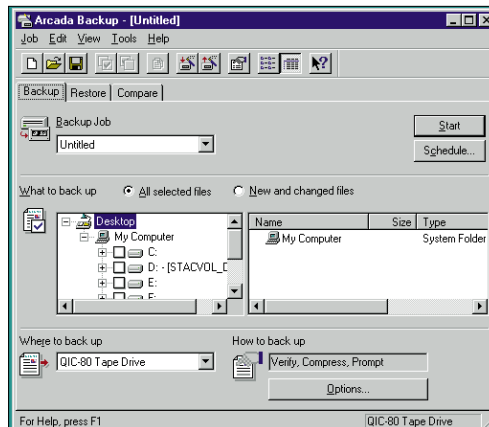 Arcada Backup - [Untitled]
Job Edit View Tools Help
Backup Restore Compare
Backup Job
Untitled
Start
Schedule...
What to back up All selected files New and changed files
Desktop
My Computer
C:
D: - [STACVOL_D
E:
Name Size Type
My Computer System Folder
Where to back up
QIC-80 Tape Drive
How to back up
Verify, Compress, Prompt
Options...
For Help, press F1 QIC-80 Tape Drive